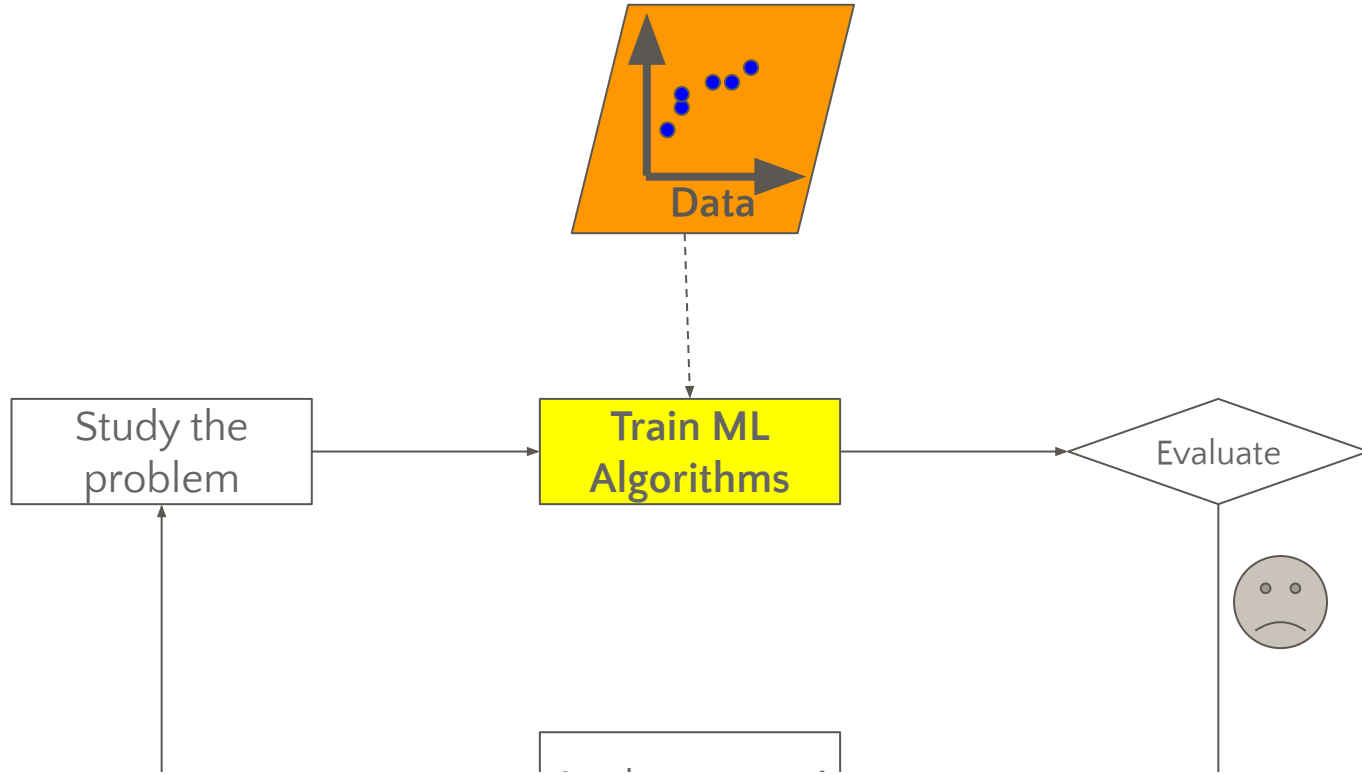 Data
Study the
problem
Train ML
Algorithms
Evaluate